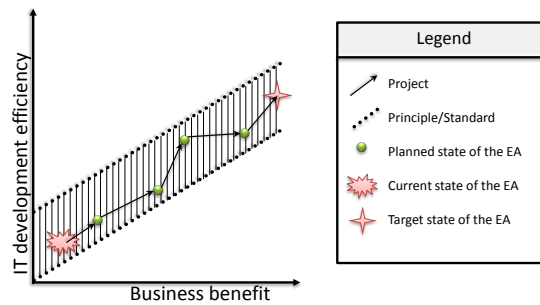 IT development efficiency
Business benefit
Legend
Project
Principle/Standard
Planned state of the EA
Current state of the EA
Target state of the EA